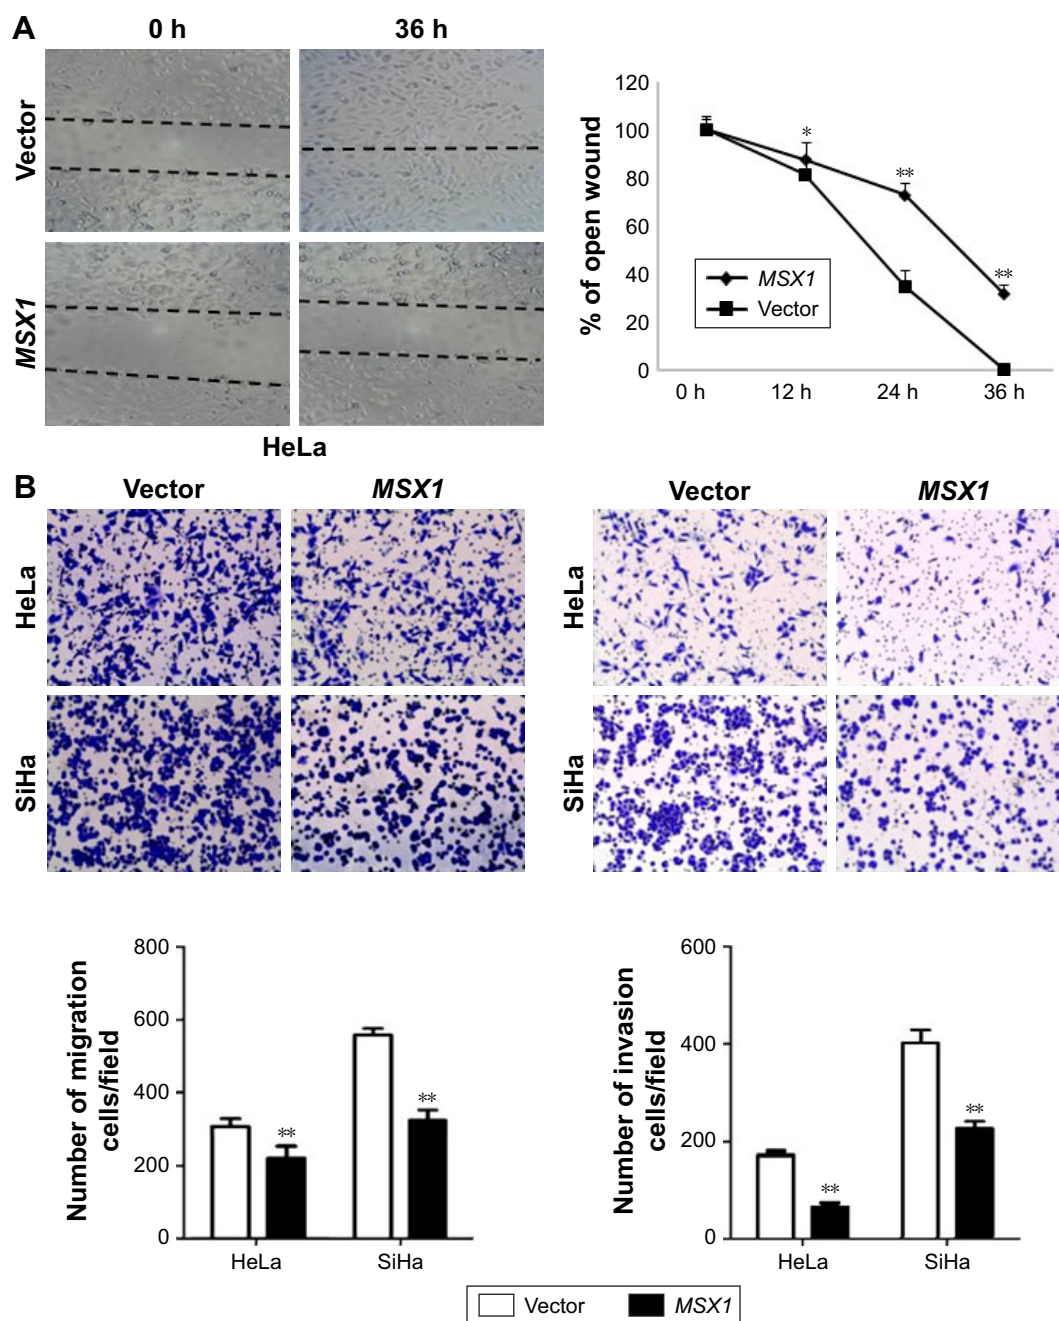 A
0 h
36 h
Vector
MSX1
HeLa
% of open wound
120
100
80
60
40
20
0
*
**
**
MSX1
Vector
0 h
12 h
24 h
36 h
B
Vector
MSX1
Vector
MSX1
HeLa
SiHa
HeLa
SiHa
Number of migration
cells/field
800
600
400
200
0
**
**
HeLa
SiHa
Number of invasion
cells/field
600
400
200
0
**
**
HeLa
SiHa
Vector
MSX1